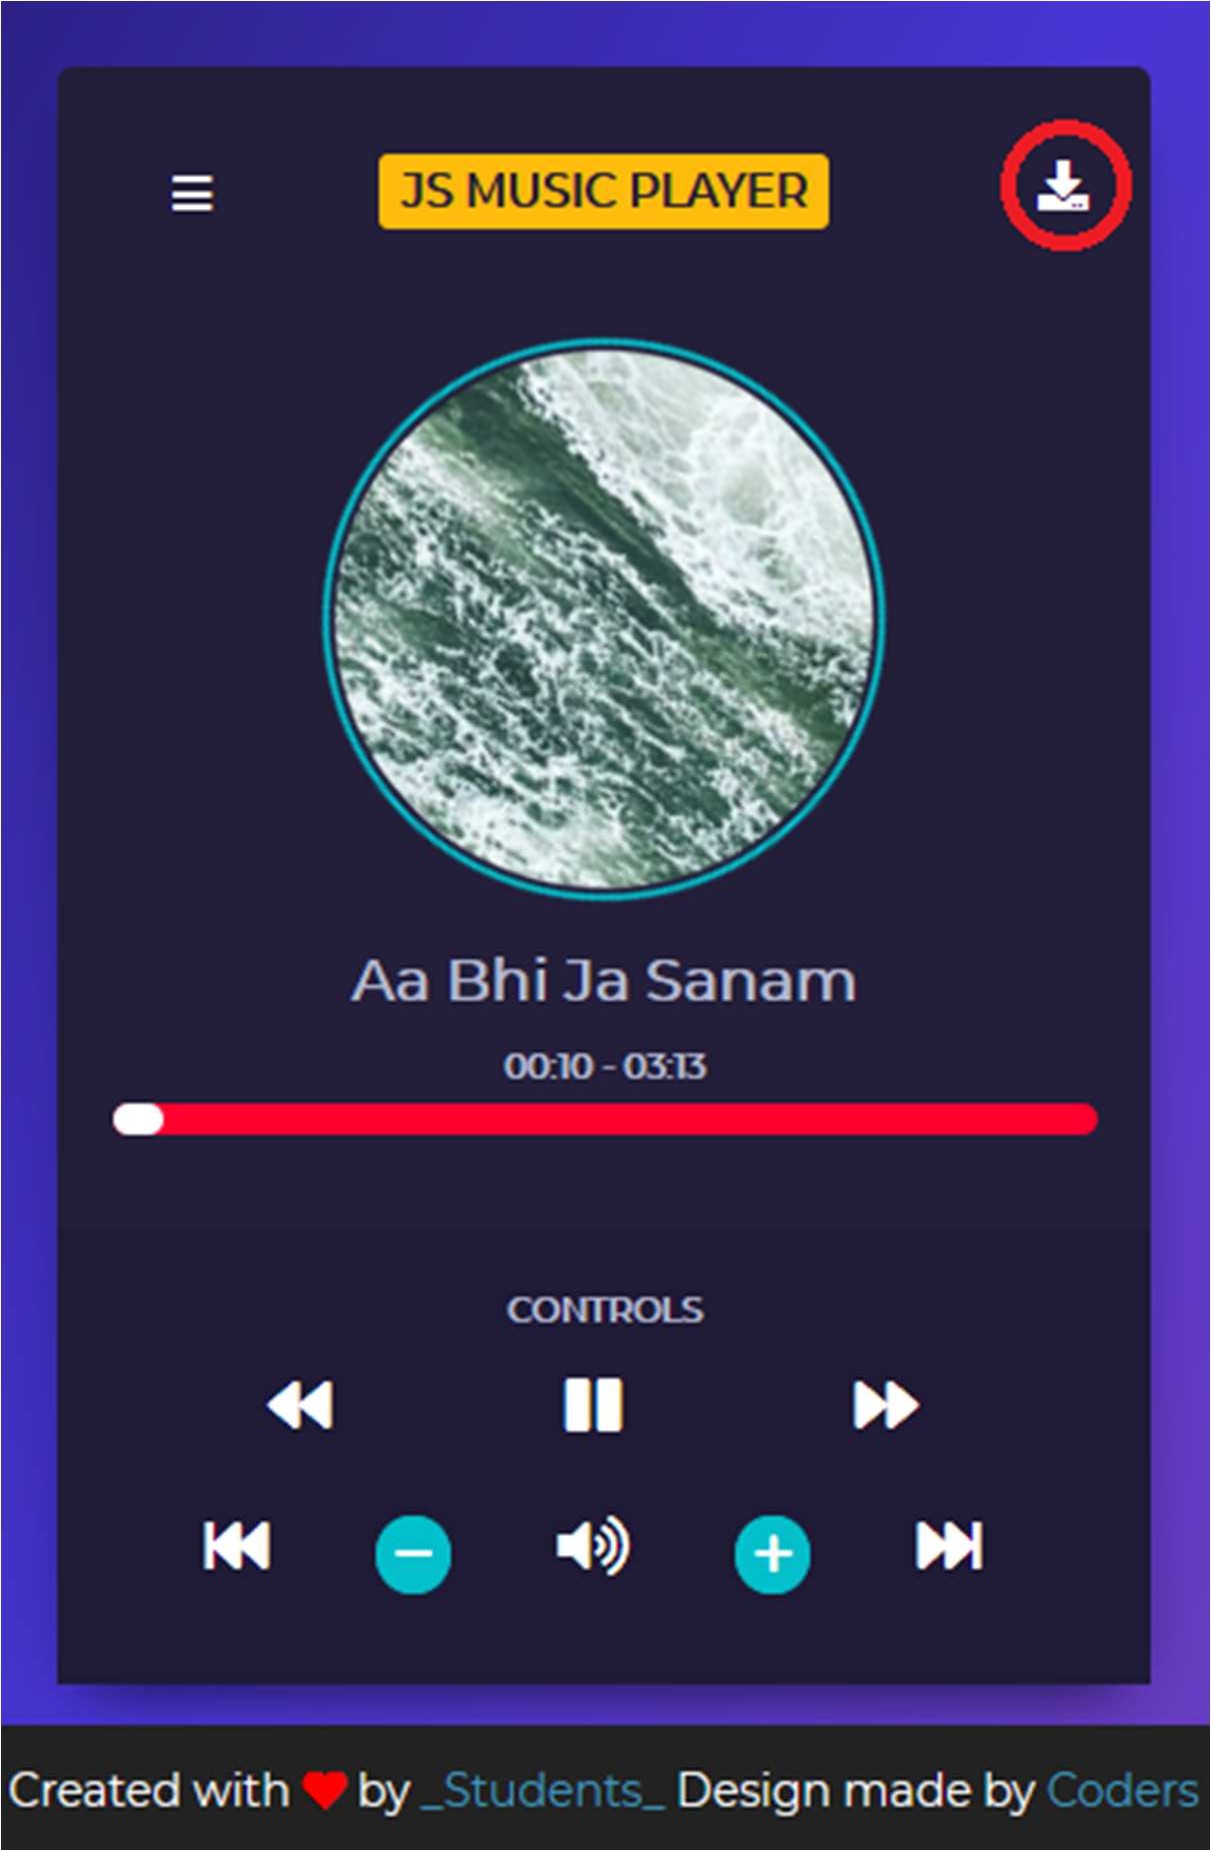 JS MUSIC PLAYER
Aa Bhi Ja Sanam
00:10 - 03:13
CONTROLS
Created with ❤ by _Students_ Design made by Coders